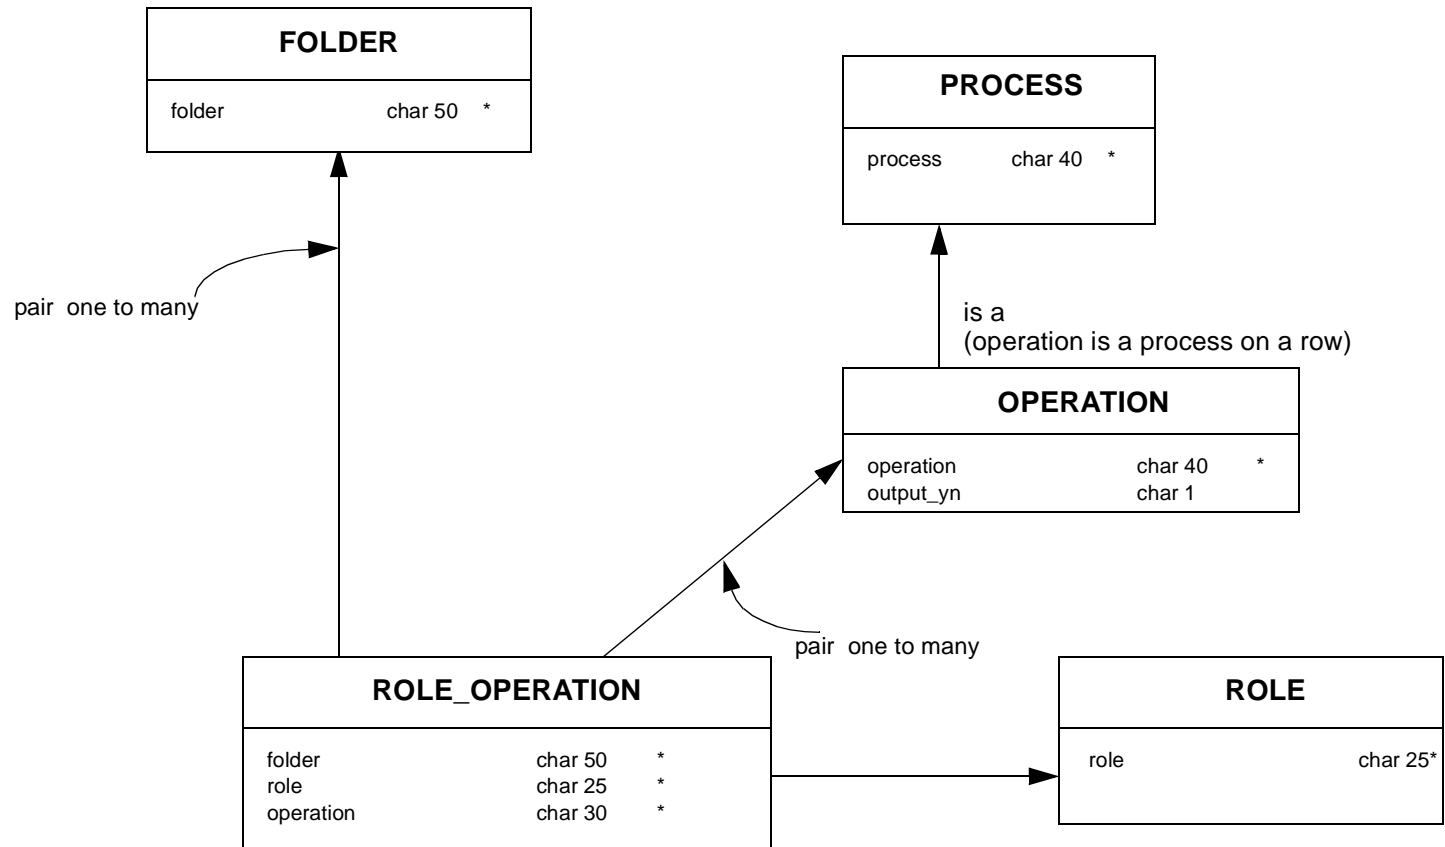 FOLDER
folder char 50 *
PROCESS
process char 40 *
pair one to many
is a
(operation is a process on a row)
OPERATION
operation char 40 *
output_yn char 1
pair one to many
ROLE_OPERATION
folder char 50 *
role char 25 *
operation char 30 *
ROLE
role char 25*